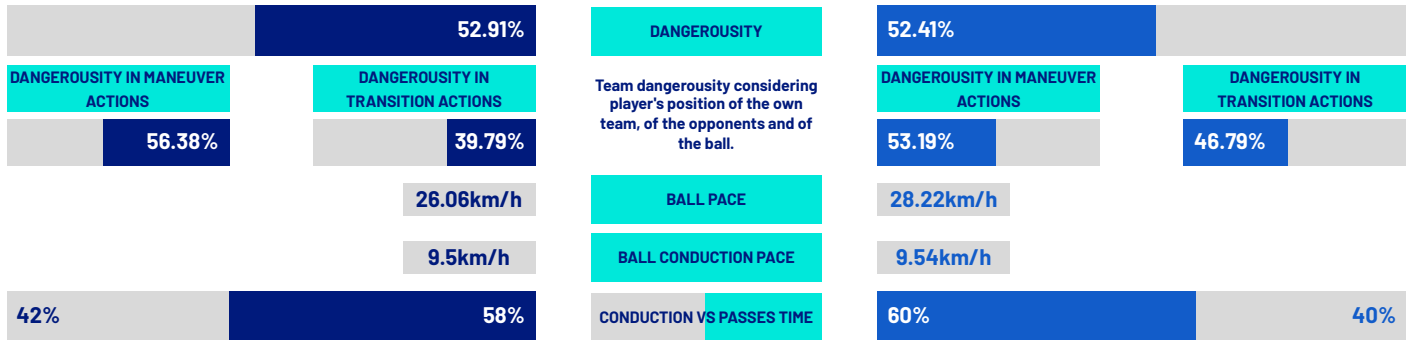 52.91%
DANGEROUSITY
52.41%
DANGEROUSITY IN MANEUVER
ACTIONS
DANGEROUSITY IN
TRANSITION ACTIONS
56.38%
39.79%
Team dangerousity considering
player's position of the own
team, of the opponents and of
the ball.
DANGEROUSITY IN MANEUVER
ACTIONS
DANGEROUSITY IN
TRANSITION ACTIONS
53.19%
46.79%
26.06km/h
BALL PACE
28.22km/h
9.5km/h
BALL CONDUCTION PACE
9.54km/h
42%
58%
CONDUCTION VS PASSES TIME
60%
40%